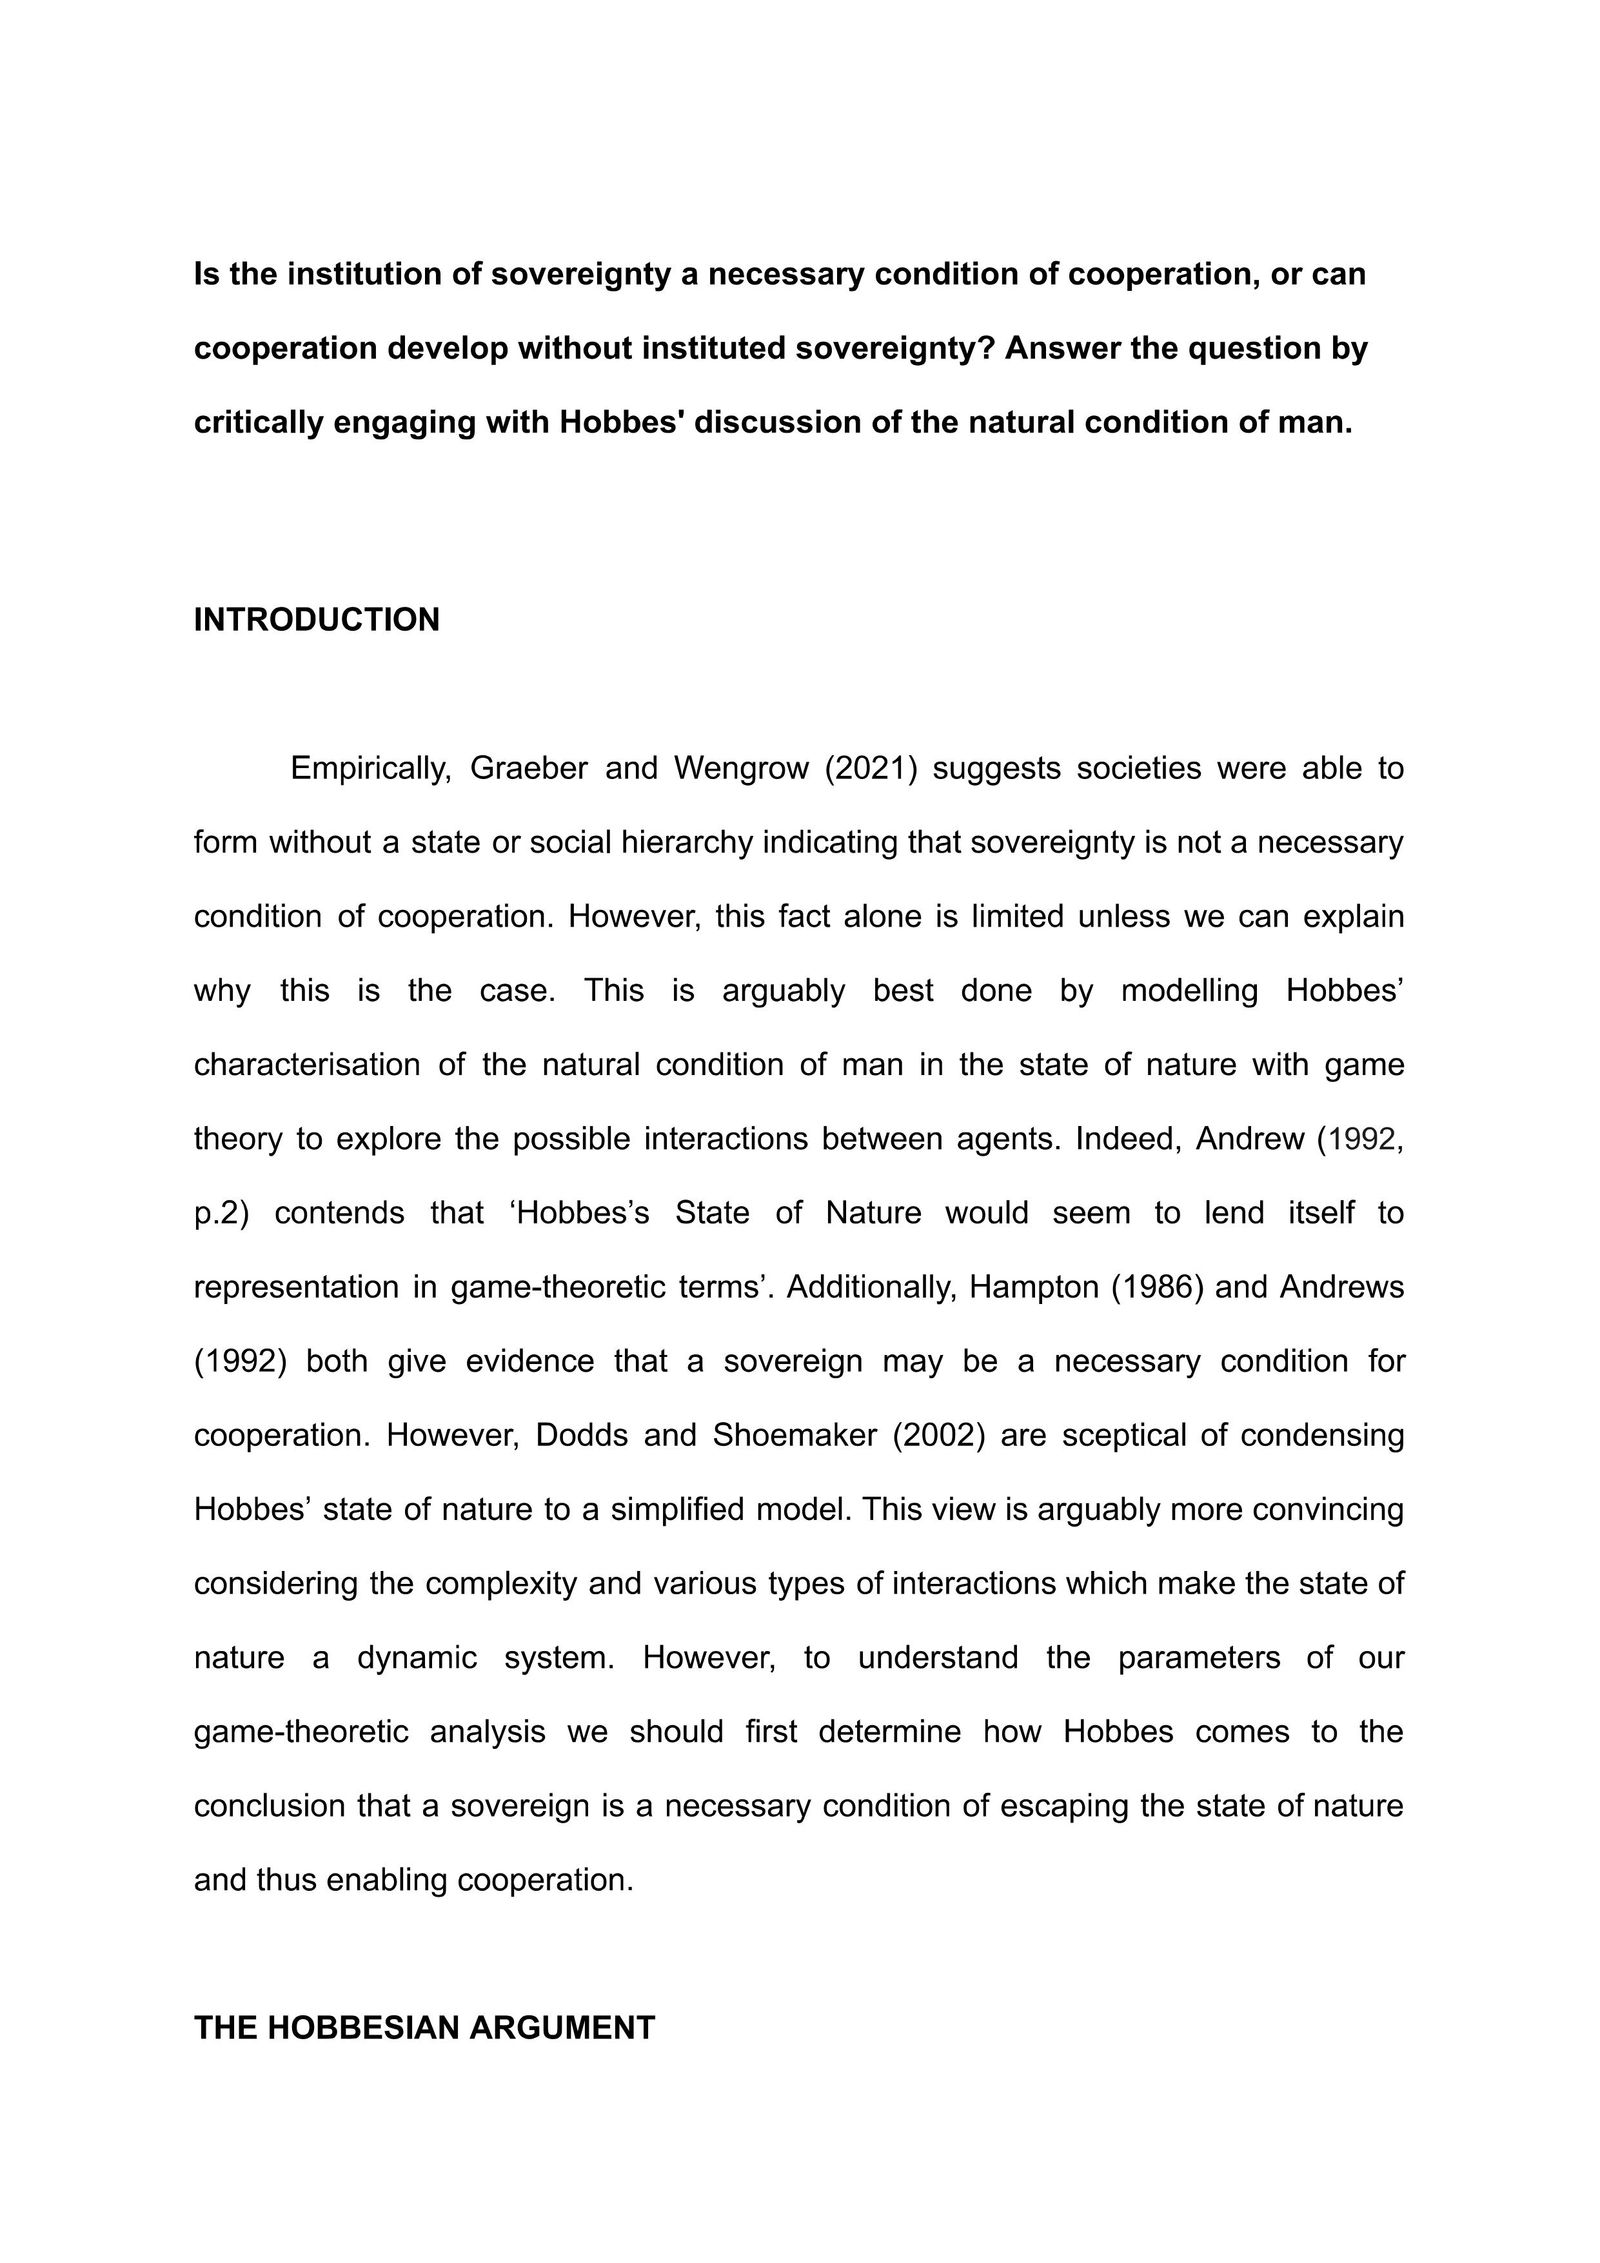 Is the institution of sovereignty a necessary condition of cooperation, or can
cooperation develop without instituted sovereignty? Answer the question by
critically engaging with Hobbes' discussion of the natural condition of man.
INTRODUCTION
Empirically, Graeber and Wengrow (2021) suggests societies were able to
form without a state or social hierarchy indicating that sovereignty is not a necessary
condition of cooperation. However, this fact alone is limited unless we can explain
why this is the case. This is arguably best done by modelling Hobbes’
characterisation of the natural condition of man in the state of nature with game
theory to explore the possible interactions between agents. Indeed, Andrew (1992,
p.2) contends that ‘Hobbes’s State of Nature would seem to lend itself to
representation in game-theoretic terms’. Additionally, Hampton (1986) and Andrews
(1992) both give evidence that a sovereign may be a necessary condition for
cooperation. However, Dodds and Shoemaker (2002) are sceptical of condensing
Hobbes’ state of nature to a simplified model. This view is arguably more convincing
considering the complexity and various types of interactions which make the state of
nature a dynamic system. However, to understand the parameters of our
game-theoretic analysis we should first determine how Hobbes comes to the
conclusion that a sovereign is a necessary condition of escaping the state of nature
and thus enabling cooperation.
THE HOBBESIAN ARGUMENT